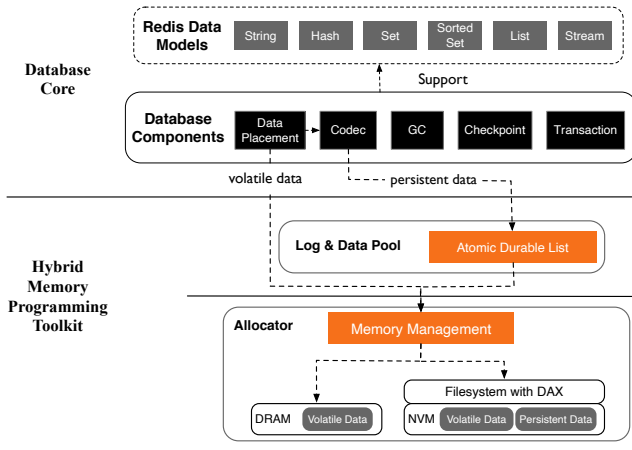 Redis Data
Models
String
Hash
Set
Sorted
Set
List
Stream
Database
Core
Support
Database
Components
Data
Placement
Codec
GC
Checkpoint
Transaction
volatile data
persistent data
Log & Data Pool
Atomic Durable List
Hybrid
Memory
Programming
Toolkit
Allocator
Memory Management
Filesystem with DAX
DRAM
Volatile Data
NVM
Volatile Data
Persistent Data